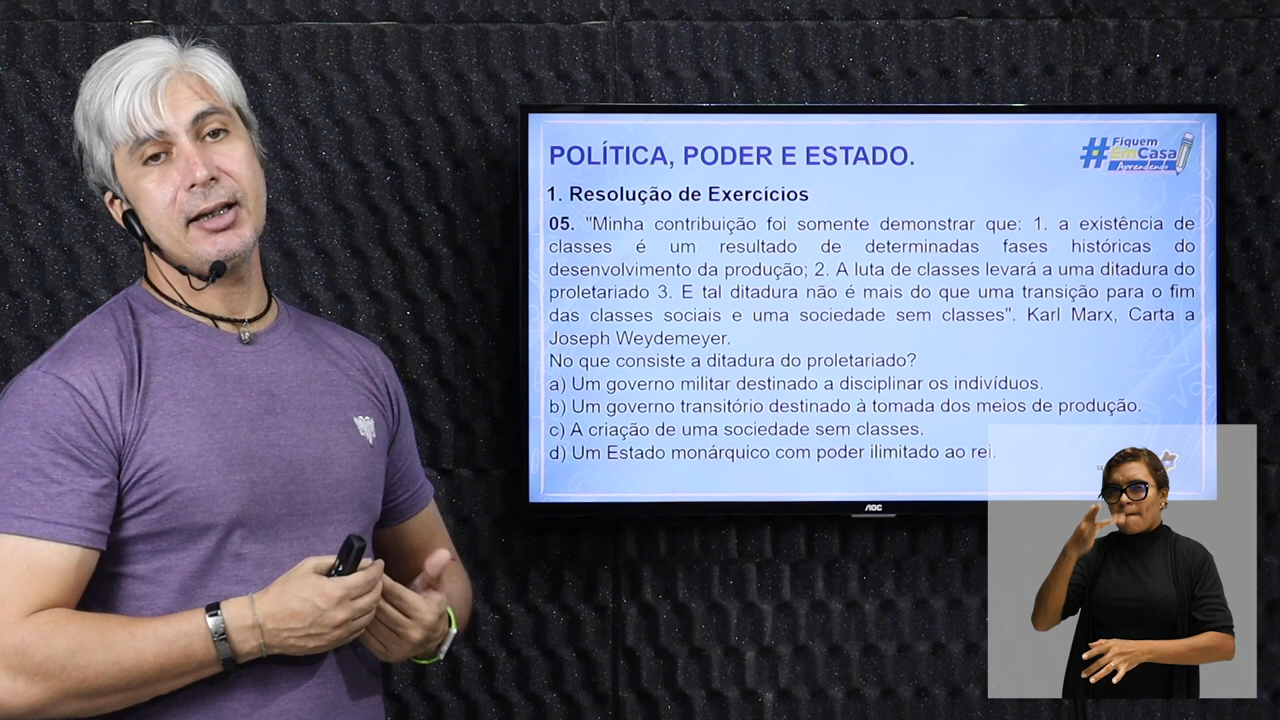 POLÍTICA, PODER E ESTADO.
#Fiquem
EmCasa
Aprendendo
1. Resolução de Exercícios
05. "Minha contribuição foi somente demonstrar que: 1. a existência de
classes é um resultado de determinadas fases históricas do
desenvolvimento da produção; 2. A luta de classes levará a uma ditadura do
proletariado 3. E tal ditadura não é mais do que uma transição para o fim
das classes sociais e uma sociedade sem classes". Karl Marx, Carta a
Joseph Weydemeyer.
No que consiste a ditadura do proletariado?
a) Um governo militar destinado a disciplinar os indivíduos.
b) Um governo transitório destinado à tomada dos meios de produção.
c) A criação de uma sociedade sem classes.
d) Um Estado monárquico com poder ilimitado ao rei.
AOC